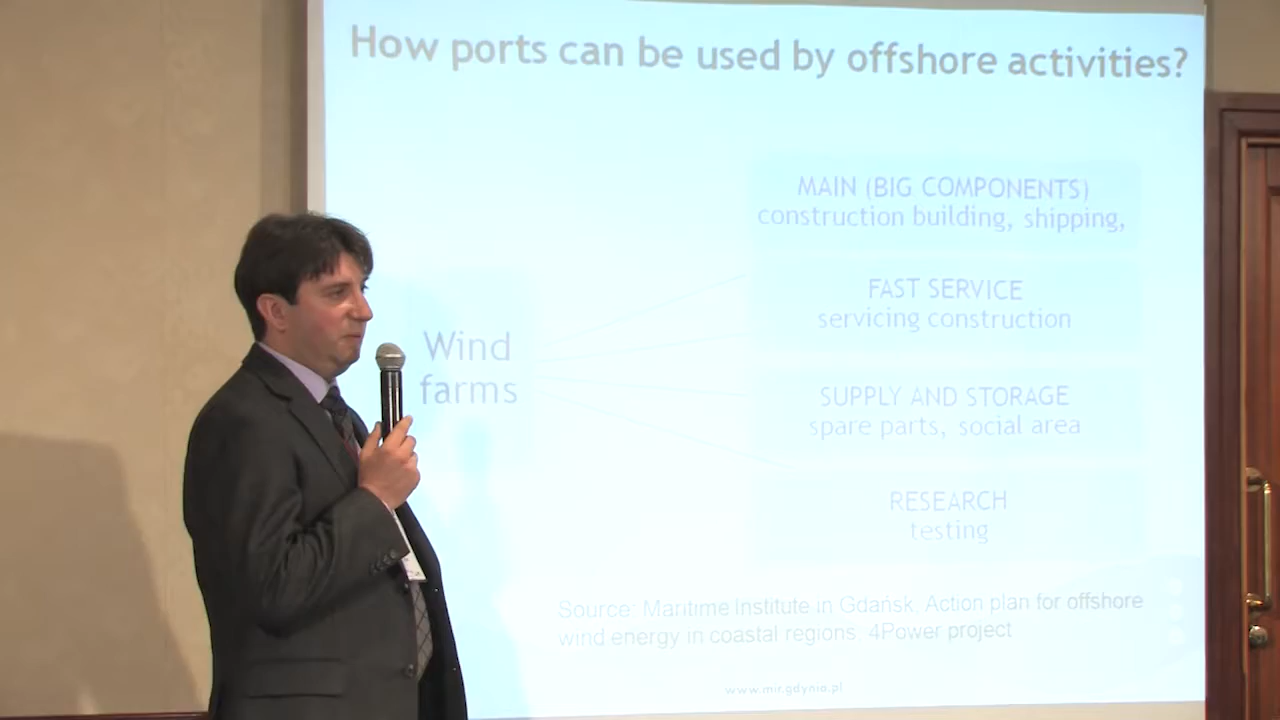 How ports can be used by offshore activities?
MAIN (BIG COMPONENTS)
construction building, shipping,
FAST SERVICE
servicing construction
Wind
farms
SUPPLY AND STORAGE
spare parts, social area
RESEARCH
testing
Source: Maritime Institute in Gdańsk, Action plan for offshore
wind energy in coastal regions, 4Power project
www.mir.gdynia.pl